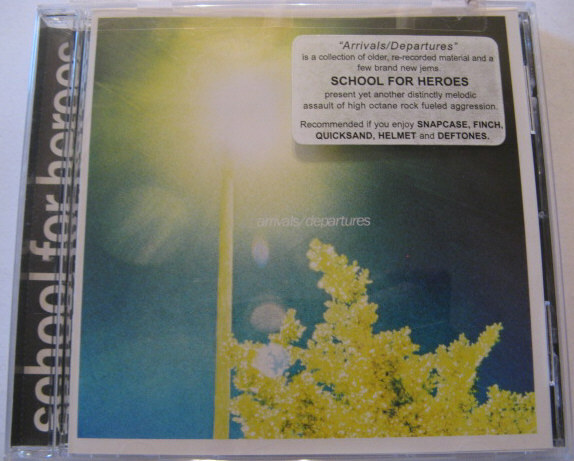 school for heroes
"Arrivals/Departures"
is a collection of older, re-recorded material and a
few brand new jems.
SCHOOL FOR HEROES
present yet another distinctly melodic
assault of high octane rock fueled aggression.
Recommended if you enjoy SNAPCASE, FINCH,
QUICKSAND, HELMET and DEFTONES.
arrivals/departures